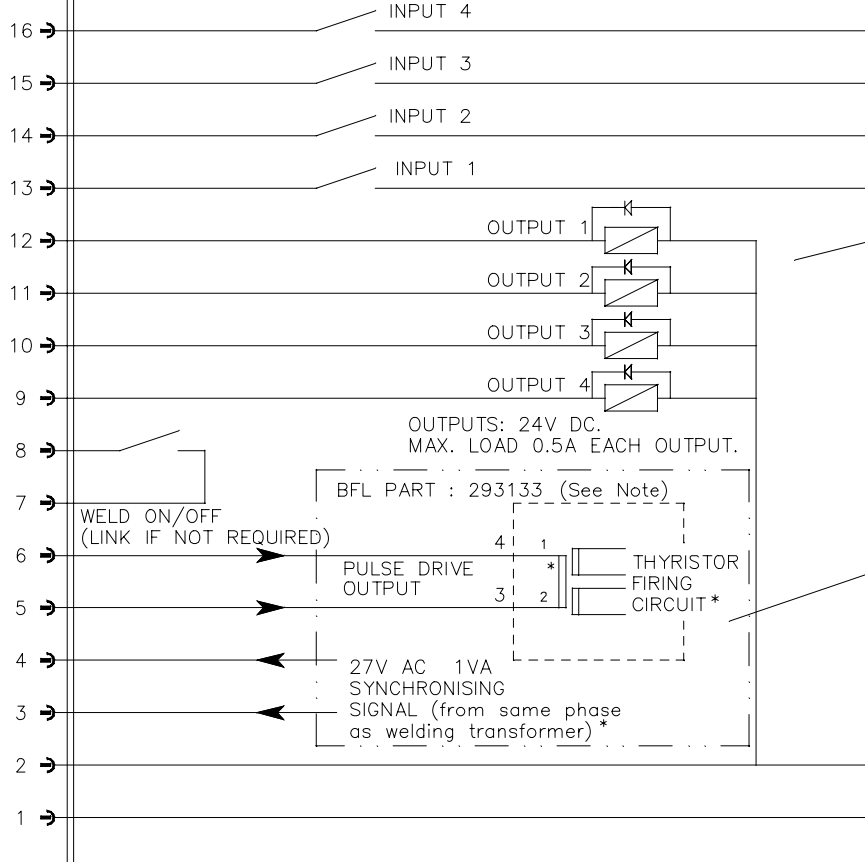 16 INPUT 4
15 INPUT 3
14 INPUT 2
13 INPUT 1
12 OUTPUT 1
11 OUTPUT 2
10 OUTPUT 3
9 OUTPUT 4
OUTPUTS: 24V DC.
8 MAX. LOAD 0.5A EACH OUTPUT.
BFL PART : 293133 (See Note)
7
WELD ON/OFF
(LINK IF NOT REQUIRED)
6 4 1
PULSE DRIVE * THYRISTOR
OUTPUT FIRING
5 3 2 CIRCUIT *
4 27V AC 1VA
SYNCHRONISING
3 SIGNAL (from same phase
as welding transformer) *
2
1